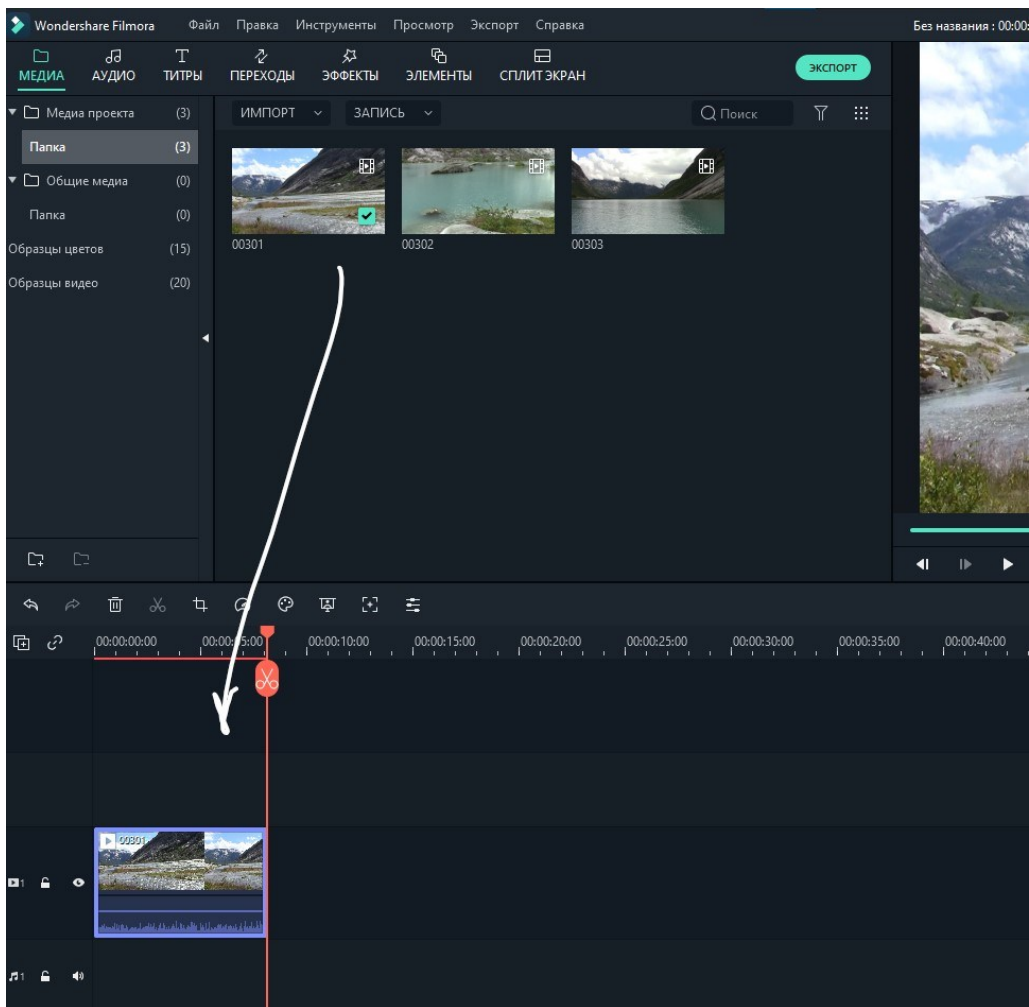 Wondershare Filmora Файл Правка Инструменты Просмотр Экспорт Справка Без названия : 00:00:
МЕДИА АУДИО ТИТРЫ ПЕРЕХОДЫ ЭФФЕКТЫ ЭЛЕМЕНТЫ СПЛИТ ЭКРАН ЭКСПОРТ
Медиа проекта (3) ИМПОРТ ЗАПИСЬ Поиск
Папка (3)
Общие медиа (0)
Папка (0)
00301 00302 00303
Образцы цветов (15)
Образцы видео (20)
00:00:00:00 00:00:05:00 00:00:10:00 00:00:15:00 00:00:20:00 00:00:25:00 00:00:30:00 00:00:35:00 00:00:40:00
00301
1
1